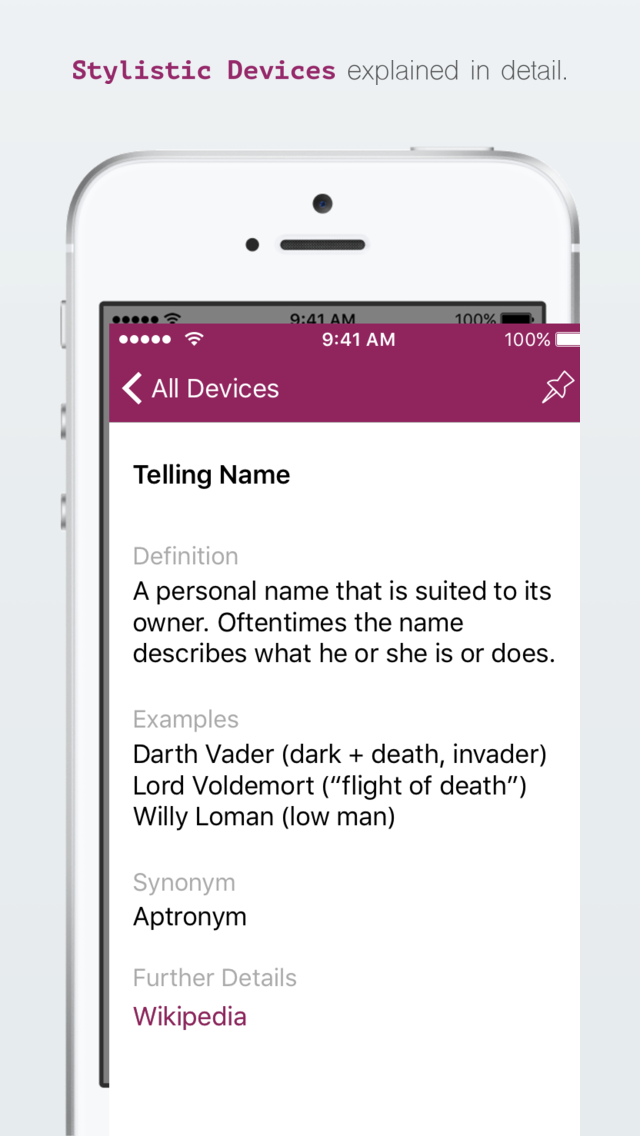 Stylistic Devices explained in detail.
9:41 AM 100%
9:41 AM 100%
All Devices
Telling Name
Definition
A personal name that is suited to its
owner. Oftentimes the name
describes what he or she is or does.
Examples
Darth Vader (dark + death, invader)
Lord Voldemort (“flight of death”)
Willy Loman (low man)
Synonym
Aptronym
Further Details
Wikipedia